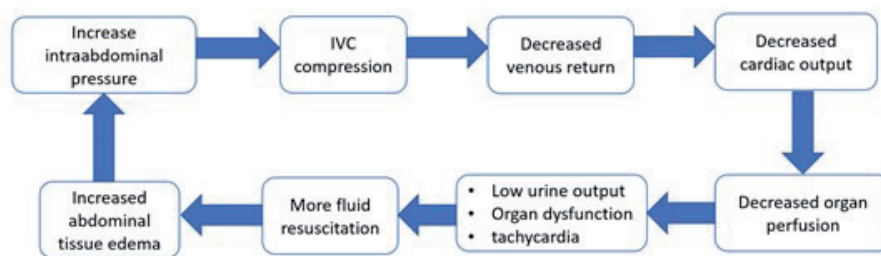 Increase
intraabdominal
pressure
IVC
compression
Decreased
venous return
Decreased
cardiac output
Decreased organ
perfusion
• Low urine output
• Organ dysfunction
• tachycardia
More fluid
resuscitation
Increased
abdominal
tissue edema